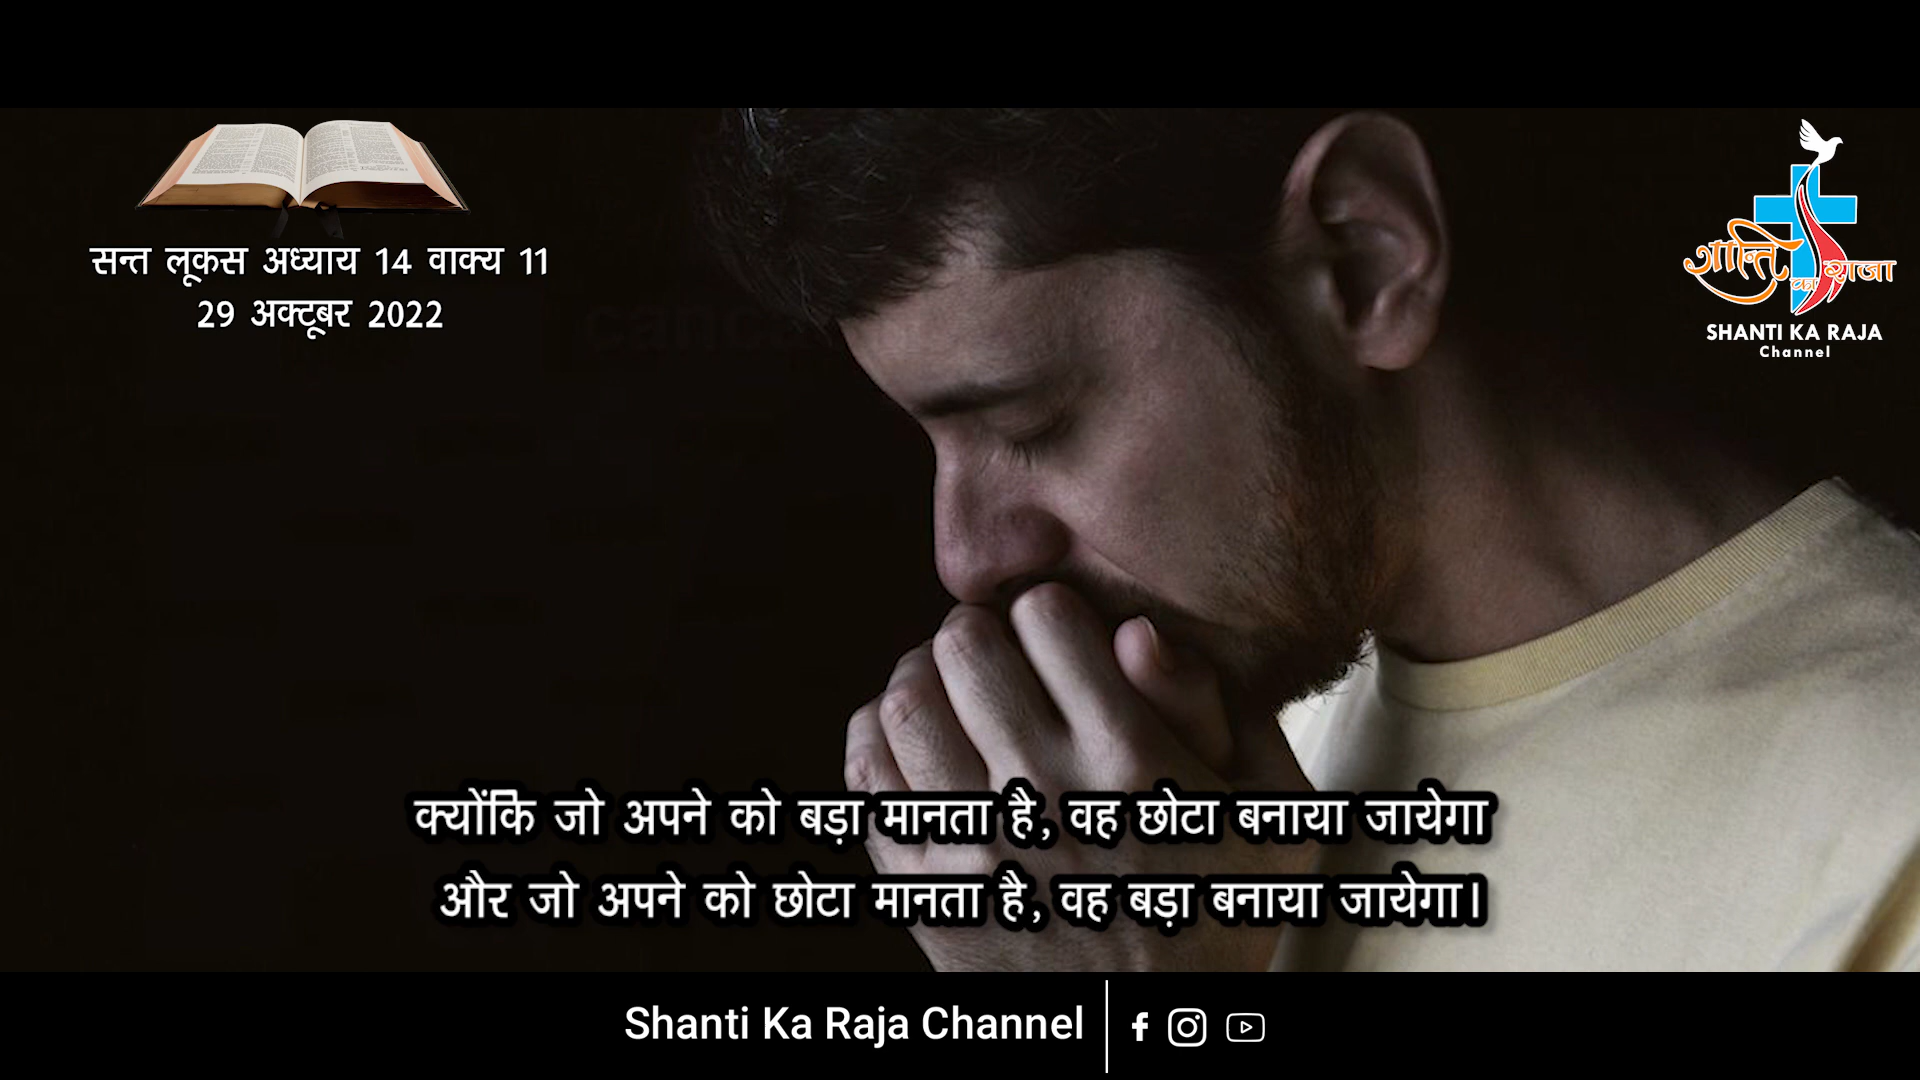 सन्त लूकस अध्याय 14 वाक्य 11
29 अक्टूबर 2022
शान्ति का राजा
SHANTI KA RAJA
Channel
क्योंकि जो अपने को बड़ा मानता है, वह छोटा बनाया जायेगा
और जो अपने को छोटा मानता है, वह बड़ा बनाया जायेगा।
Shanti Ka Raja Channel